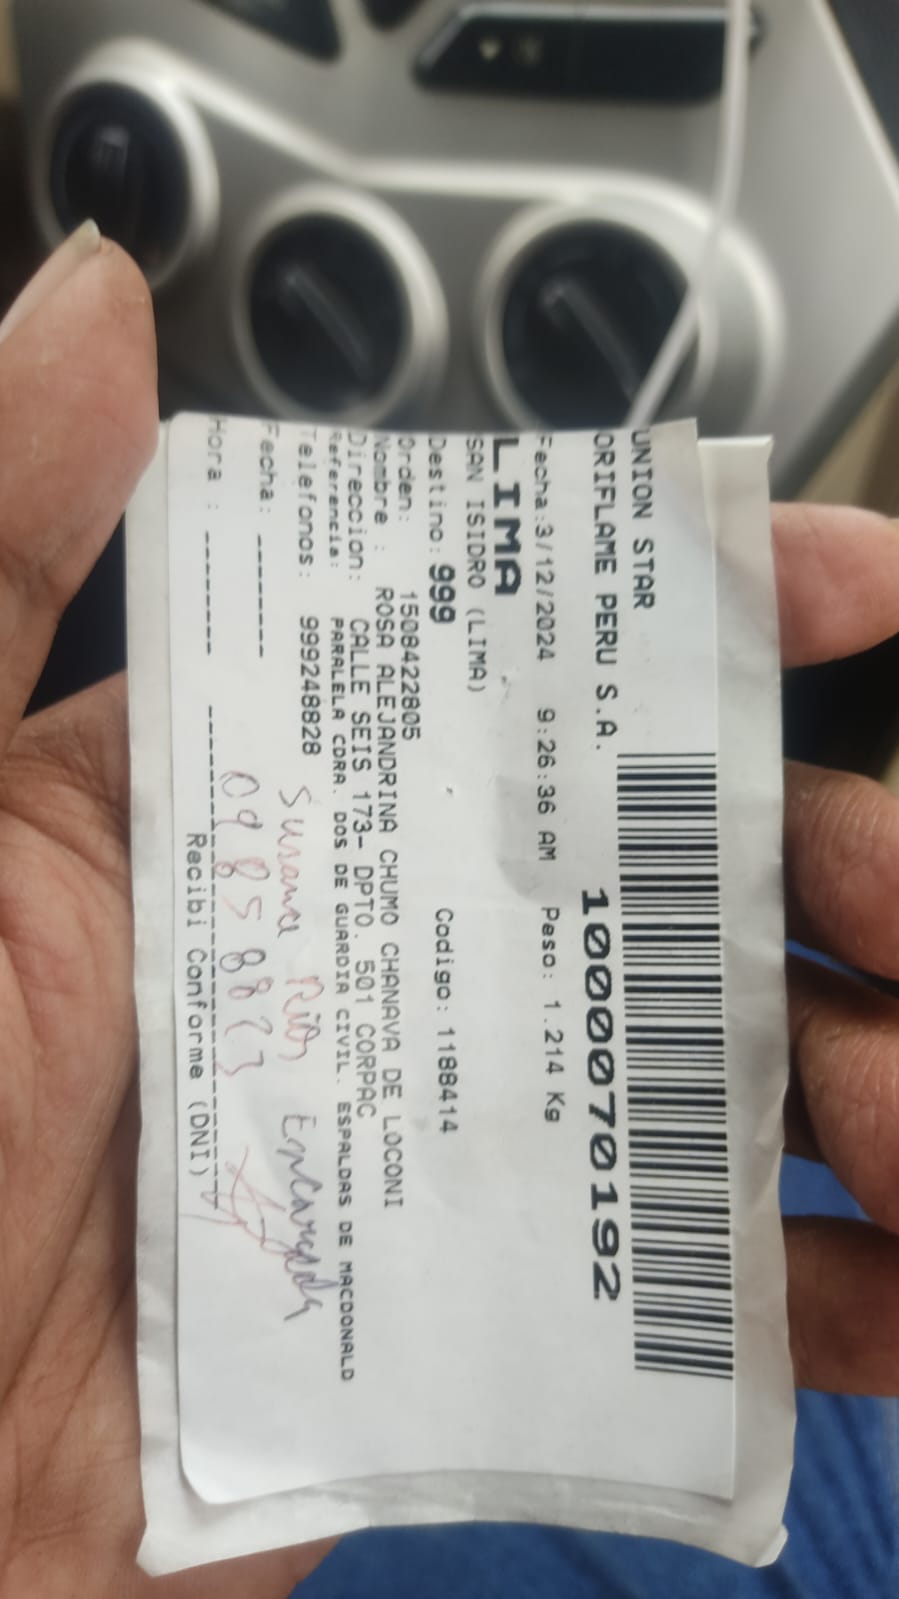 UNION STAR
ORIFLAME PERU S.A.
1000070192
Fecha:3/12/2024 9:26:36 AM Peso: 1.214 Kg
LIMA
SAN ISIDRO (LIMA)
Destino: 999 Codigo: 1188414
Orden: 1508422805
Nombre : ROSA ALEJANDRINA CHUMO CHANAVA DE LOCONI
Direccion: CALLE SEIS 173- DPTO. 501 CORPAC
Referencia: PARALELA CDRA. DOS DE GUARDIA CIVIL. ESPALDAS DE MACDONALD
Telefonos: 999248828
Susana Rios Encargada
Fecha: ------
Hora : ------
Recibi Conforme (DNI)